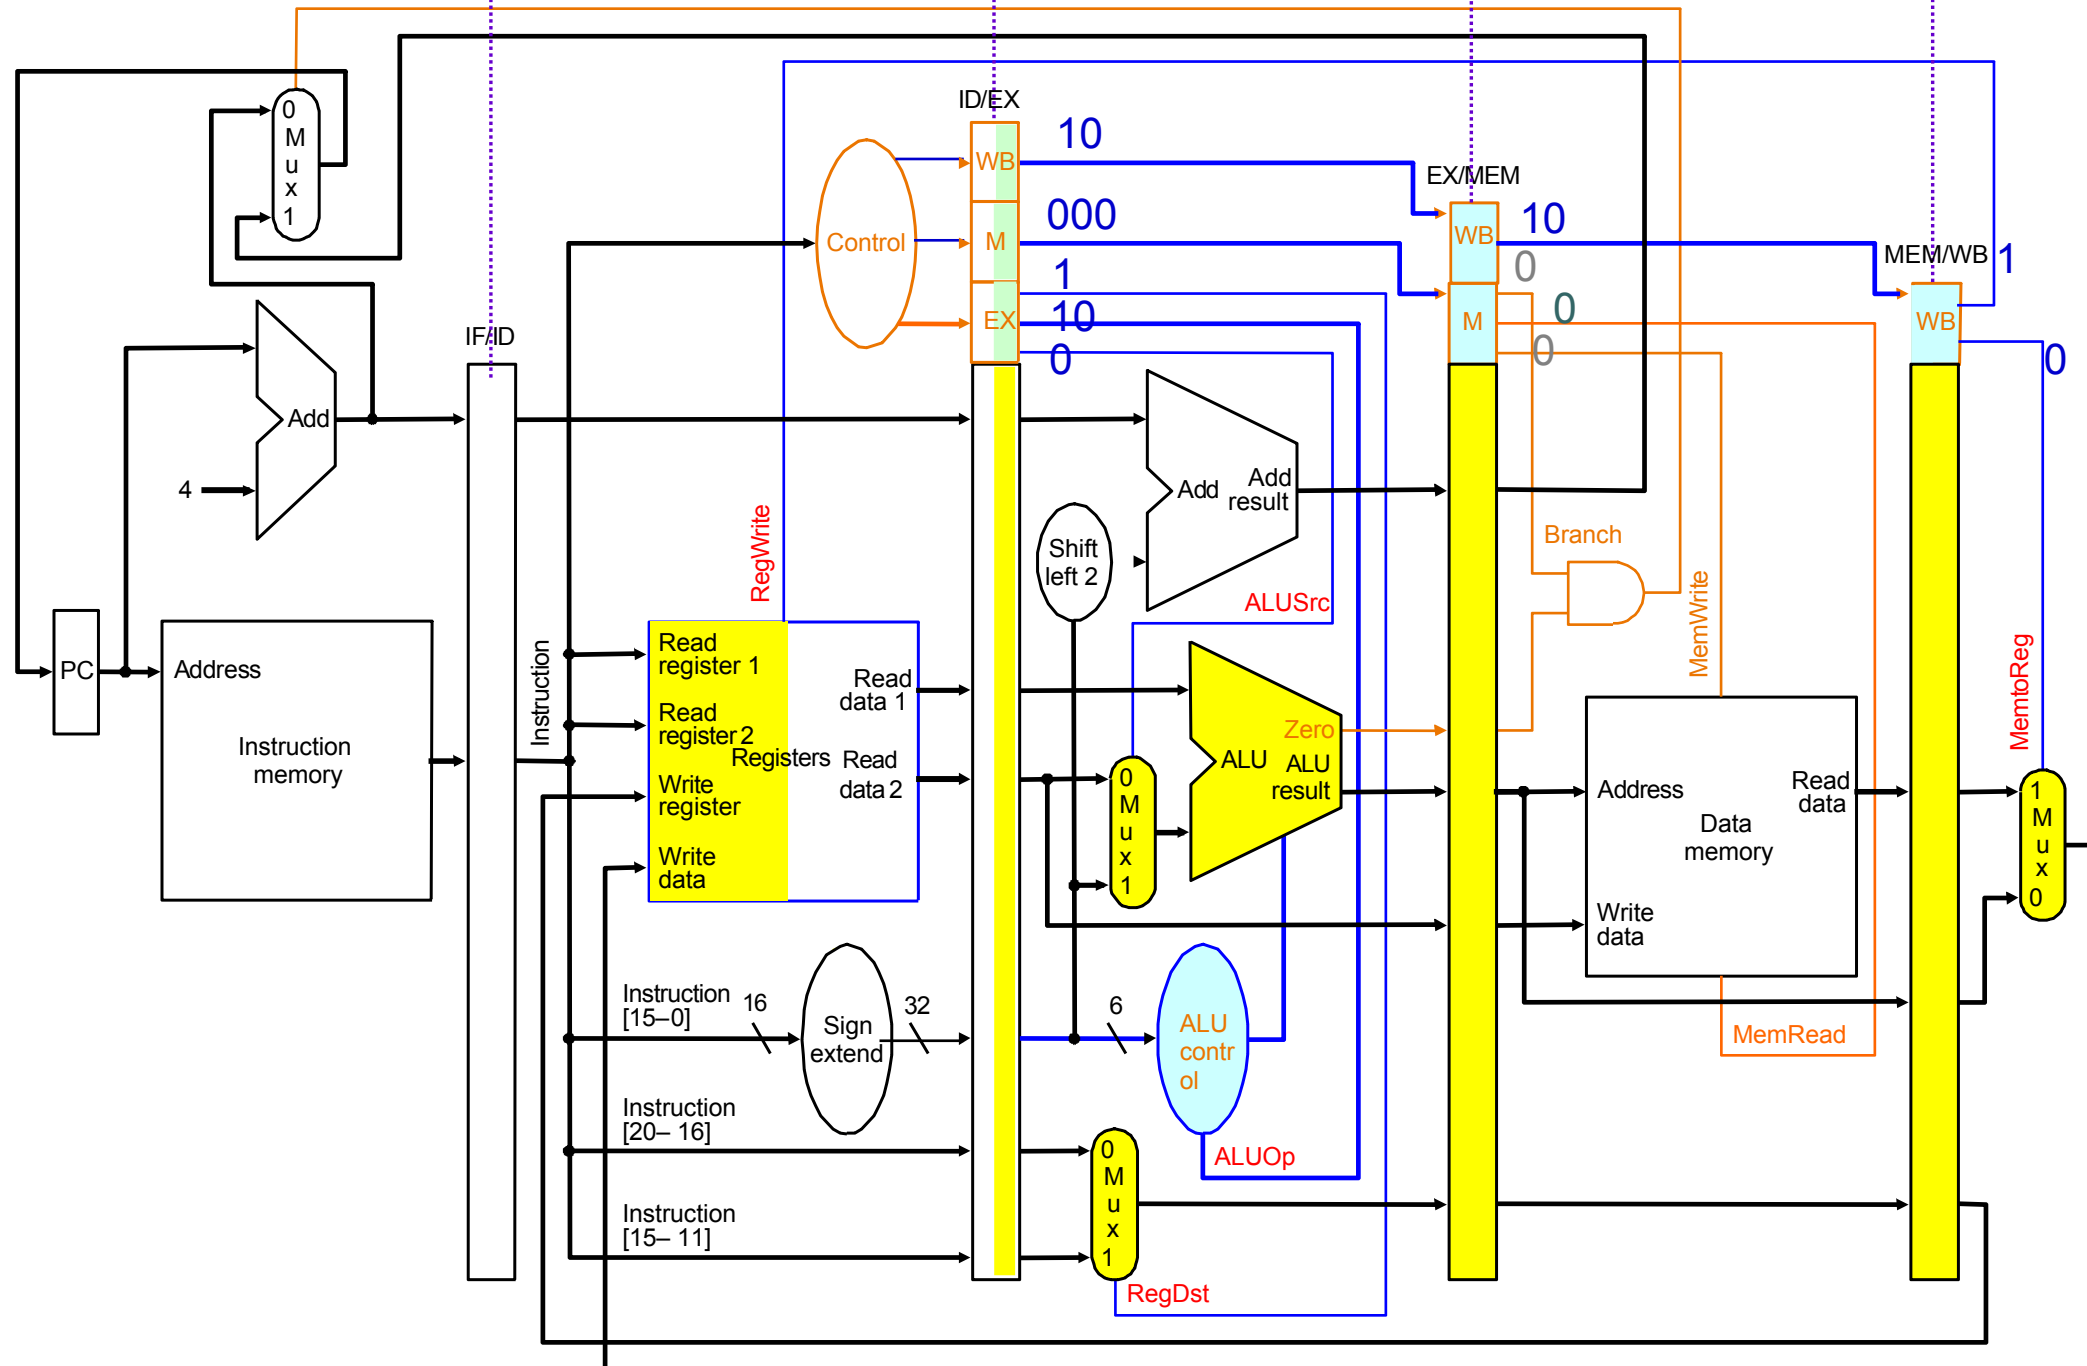 0
M
u
x
1
ID/EX
10
WB
EX/MEM
000
10
Control
M
WB
MEM/WB
1
0
1
EX
10
M
0
WB
IF/ID
0
0
0
Add
4
Add
Add
result
RegWrite
Shift
left 2
Branch
ALUSrc
MemWrite
PC
Address
Instruction
memory
Instruction
Read
register 1
Read
register 2
Registers
Write
register
Write
data
Read
data 1
Read
data 2
0
M
u
x
1
Zero
ALU
ALU
result
Address
Read
data
Data
memory
Write
data
MemtoReg
1
M
u
x
0
Instruction
[15–0]
16
Sign
extend
32
6
ALU
contr
ol
MemRead
Instruction
[20– 16]
0
M
u
x
1
ALUOp
Instruction
[15– 11]
RegDst